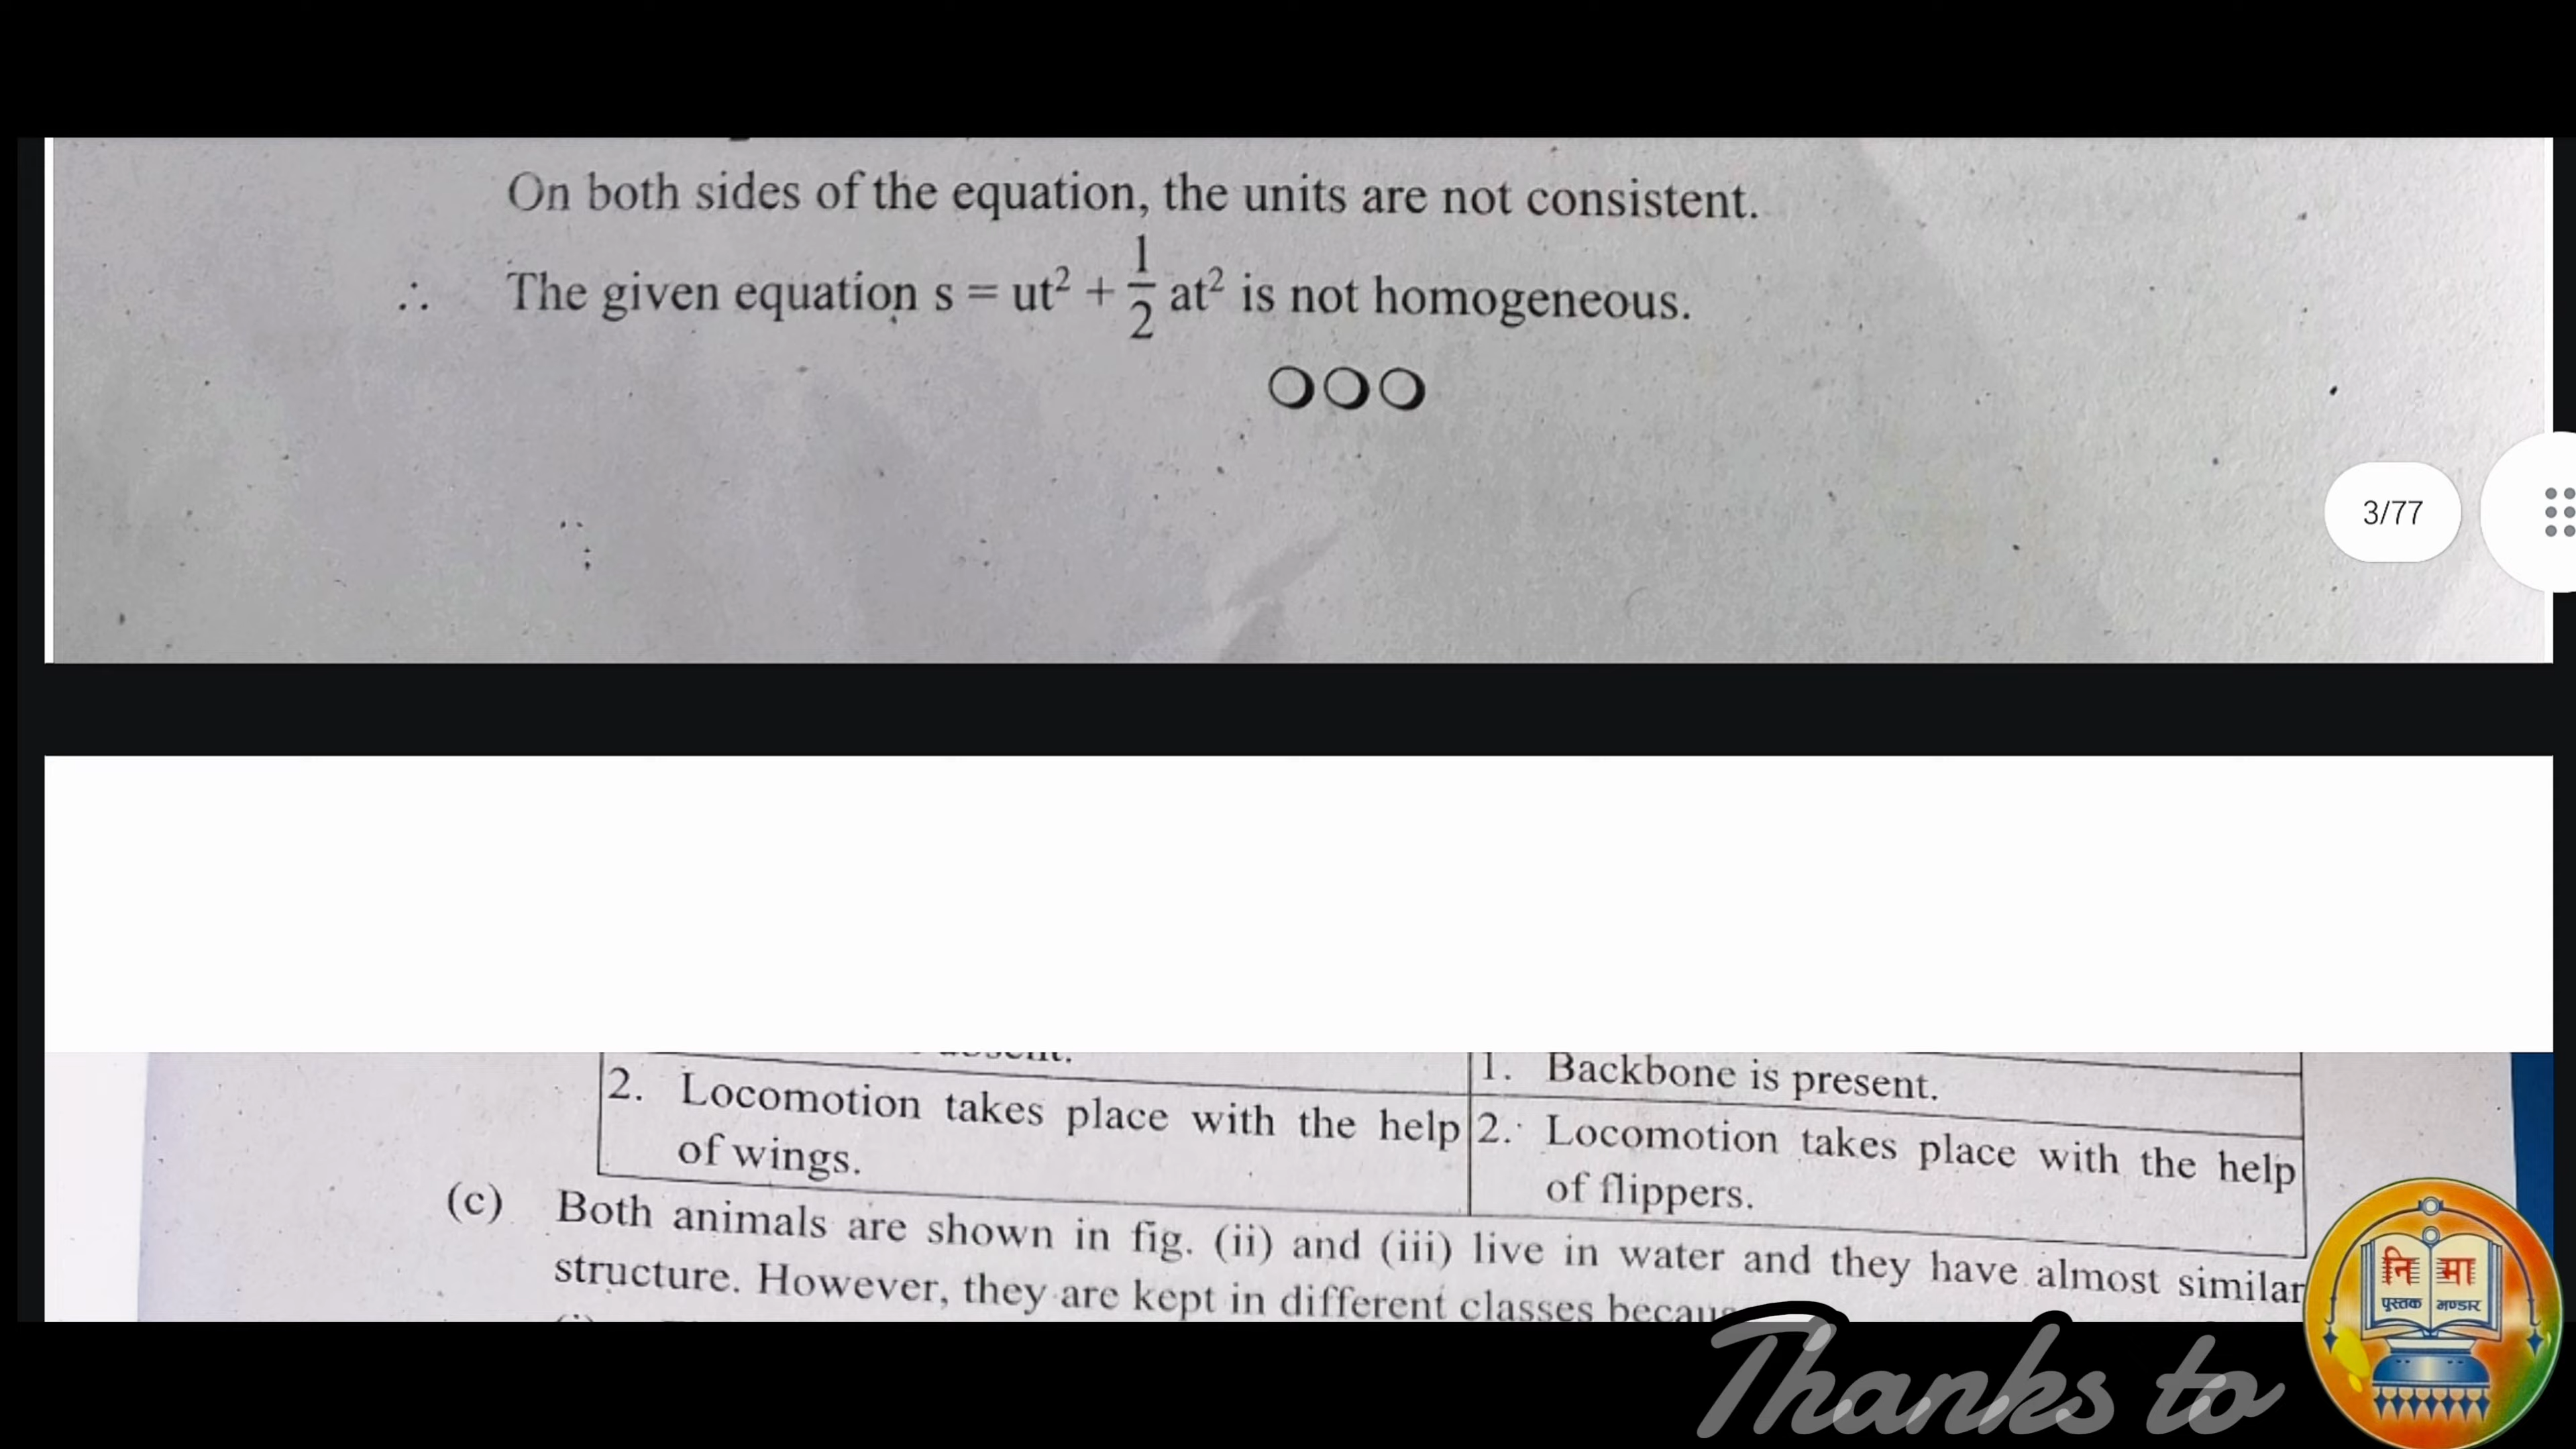 On both sides of the equation, the units are not consistent.
∴ The given equation s = ut² + 1/2 at² is not homogeneous.
3/77
1. Backbone is present.
2. Locomotion takes place with the help
of wings.
2. Locomotion takes place with the help
of flippers.
(c) Both animals are shown in fig. (ii) and (iii) live in water and they have almost similar
structure. However, they are kept in different classes
Thanks to
नि मा
पुस्तक भण्डार